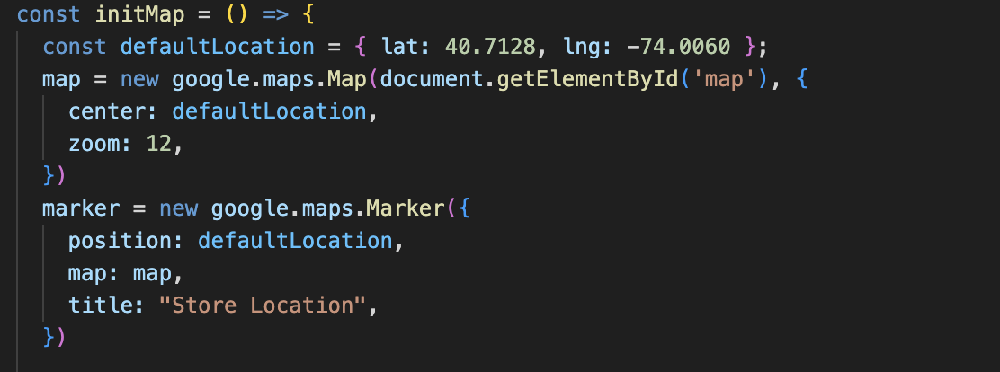 const initMap = () => {
  const defaultLocation = { lat: 40.7128, lng: -74.0060 };
  map = new google.maps.Map(document.getElementById('map'), {
    center: defaultLocation,
    zoom: 12,
  })
  marker = new google.maps.Marker({
    position: defaultLocation,
    map: map,
    title: "Store Location",
  })